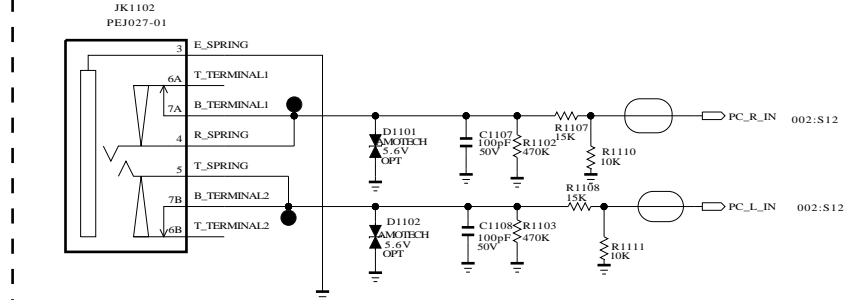 JK1102
PEJ027-01
3 E_SPRING
6A T_TERMINAL1
7A B_TERMINAL1
4 R_SPRING
5 T_SPRING
7B B_TERMINAL2
6B T_TERMINAL2
D1101
AMOTECH
5.6V
OPT
C1107
100pF
50V
R1102
470K
R1107
15K
R1110
10K
PC_R_IN 002:S12
D1102
AMOTECH
5.6V
OPT
C1108
100pF
50V
R1103
470K
R1108
15K
R1111
10K
PC_L_IN 002:S12